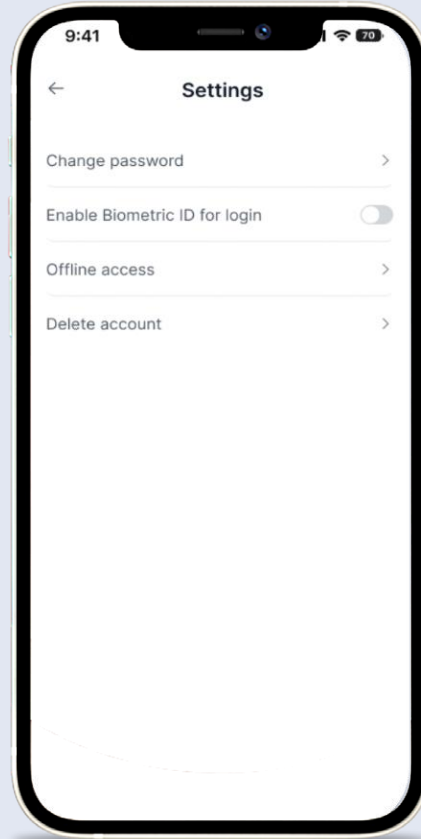 9:41
70
Settings
Change password
Enable Biometric ID for login
Offline access
Delete account